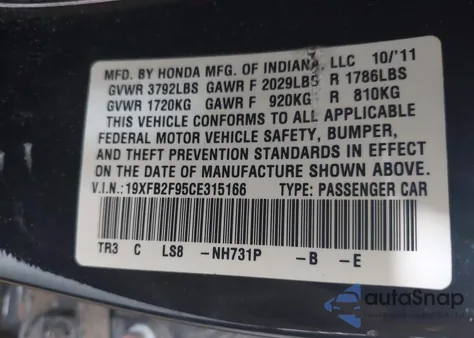 MFD. BY HONDA MFG. OF INDIANA, LLC 10/'11
GVWR 3792LBS GAWR F 2029LBS R 1786LBS
GVWR 1720KG GAWR F 920KG R 810KG
THIS VEHICLE CONFORMS TO ALL APPLICABLE
FEDERAL MOTOR VEHICLE SAFETY, BUMPER,
AND THEFT PREVENTION STANDARDS IN EFFECT
ON THE DATE OF MANUFACTURE SHOWN ABOVE.
V.I.N.: 19XFB2F95CE315166 TYPE: PASSENGER CAR
TR3 C LS8 -NH731P -B -E
autoSnap